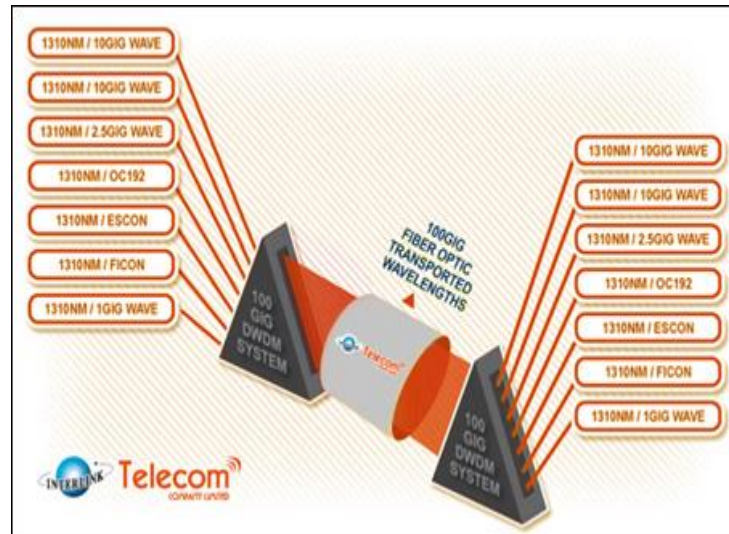 1310NM / 10GIG WAVE
1310NM / 10GIG WAVE
1310NM / 2.5GIG WAVE
1310NM / OC192
1310NM / ESCON
1310NM / FICON
1310NM / 1GIG WAVE
100
GIG
DWDM
SYSTEM
100GIG
FIBER OPTIC
TRANSPORTED
WAVELENGTHS
Telecom
1310NM / 10GIG WAVE
1310NM / 10GIG WAVE
1310NM / 2.5GIG WAVE
1310NM / OC192
1310NM / ESCON
1310NM / FICON
1310NM / 1GIG WAVE
100
GIG
DWDM
SYSTEM
INTERLINK Telecom
COMPANY LIMITED